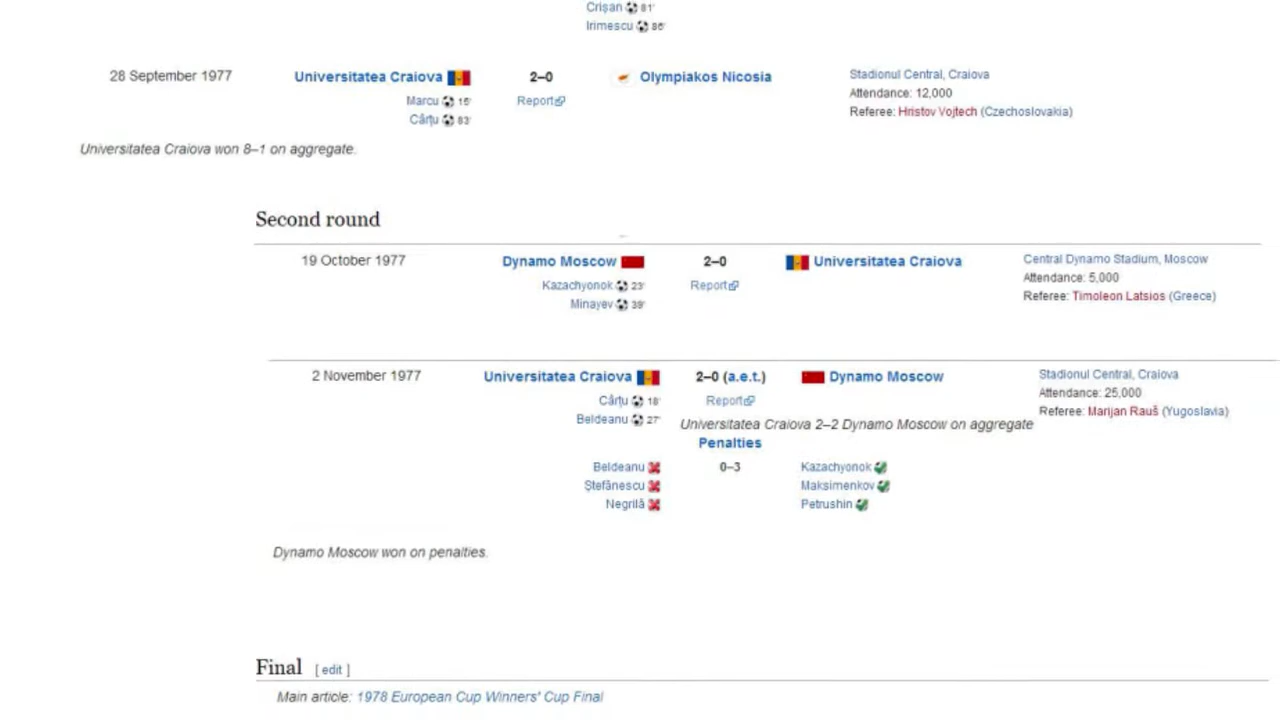 Crișan 81'
Irimescu 86'
28 September 1977 Universitatea Craiova 2–0 Olympiakos Nicosia Stadionul Central, Craiova
Marcu 15' Report Attendance: 12,000
Cârțu 83' Referee: Hristov Vojtech (Czechoslovakia)
Universitatea Craiova won 8–1 on aggregate.
Second round
19 October 1977 Dynamo Moscow 2–0 Universitatea Craiova Central Dynamo Stadium, Moscow
Kazachyonok 23' Report Attendance: 5,000
Minayev 39' Referee: Timoleon Latsios (Greece)
2 November 1977 Universitatea Craiova 2–0 (a.e.t.) Dynamo Moscow Stadionul Central, Craiova
Cârțu 18' Report Attendance: 25,000
Beldeanu 27' Referee: Marijan Rauš (Yugoslavia)
Universitatea Craiova 2–2 Dynamo Moscow on aggregate
Penalties
Beldeanu 0–3 Kazachyonok
Ștefănescu Maksimenkov
Negrilă Petrushin
Dynamo Moscow won on penalties.
Final [ edit ]
Main article: 1978 European Cup Winners' Cup Final